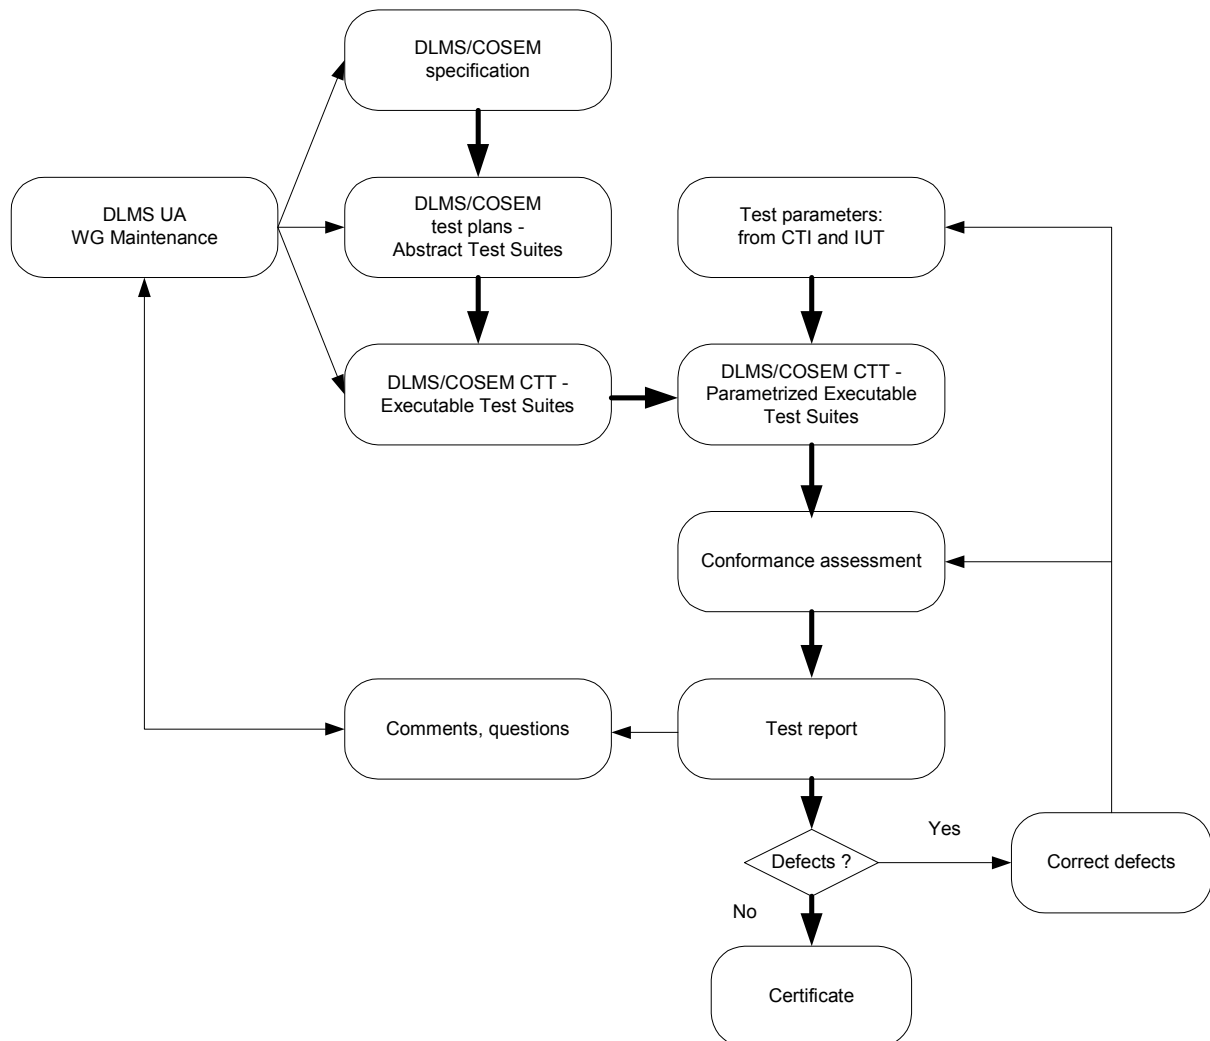 DLMS/COSEM
specification
DLMS UA
WG Maintenance
DLMS/COSEM
test plans -
Abstract Test Suites
Test parameters:
from CTI and IUT
DLMS/COSEM CTT -
Executable Test Suites
DLMS/COSEM CTT -
Parametrized Executable
Test Suites
Conformance assessment
Comments, questions
Test report
Yes
Defects ?
Correct defects
No
Certificate